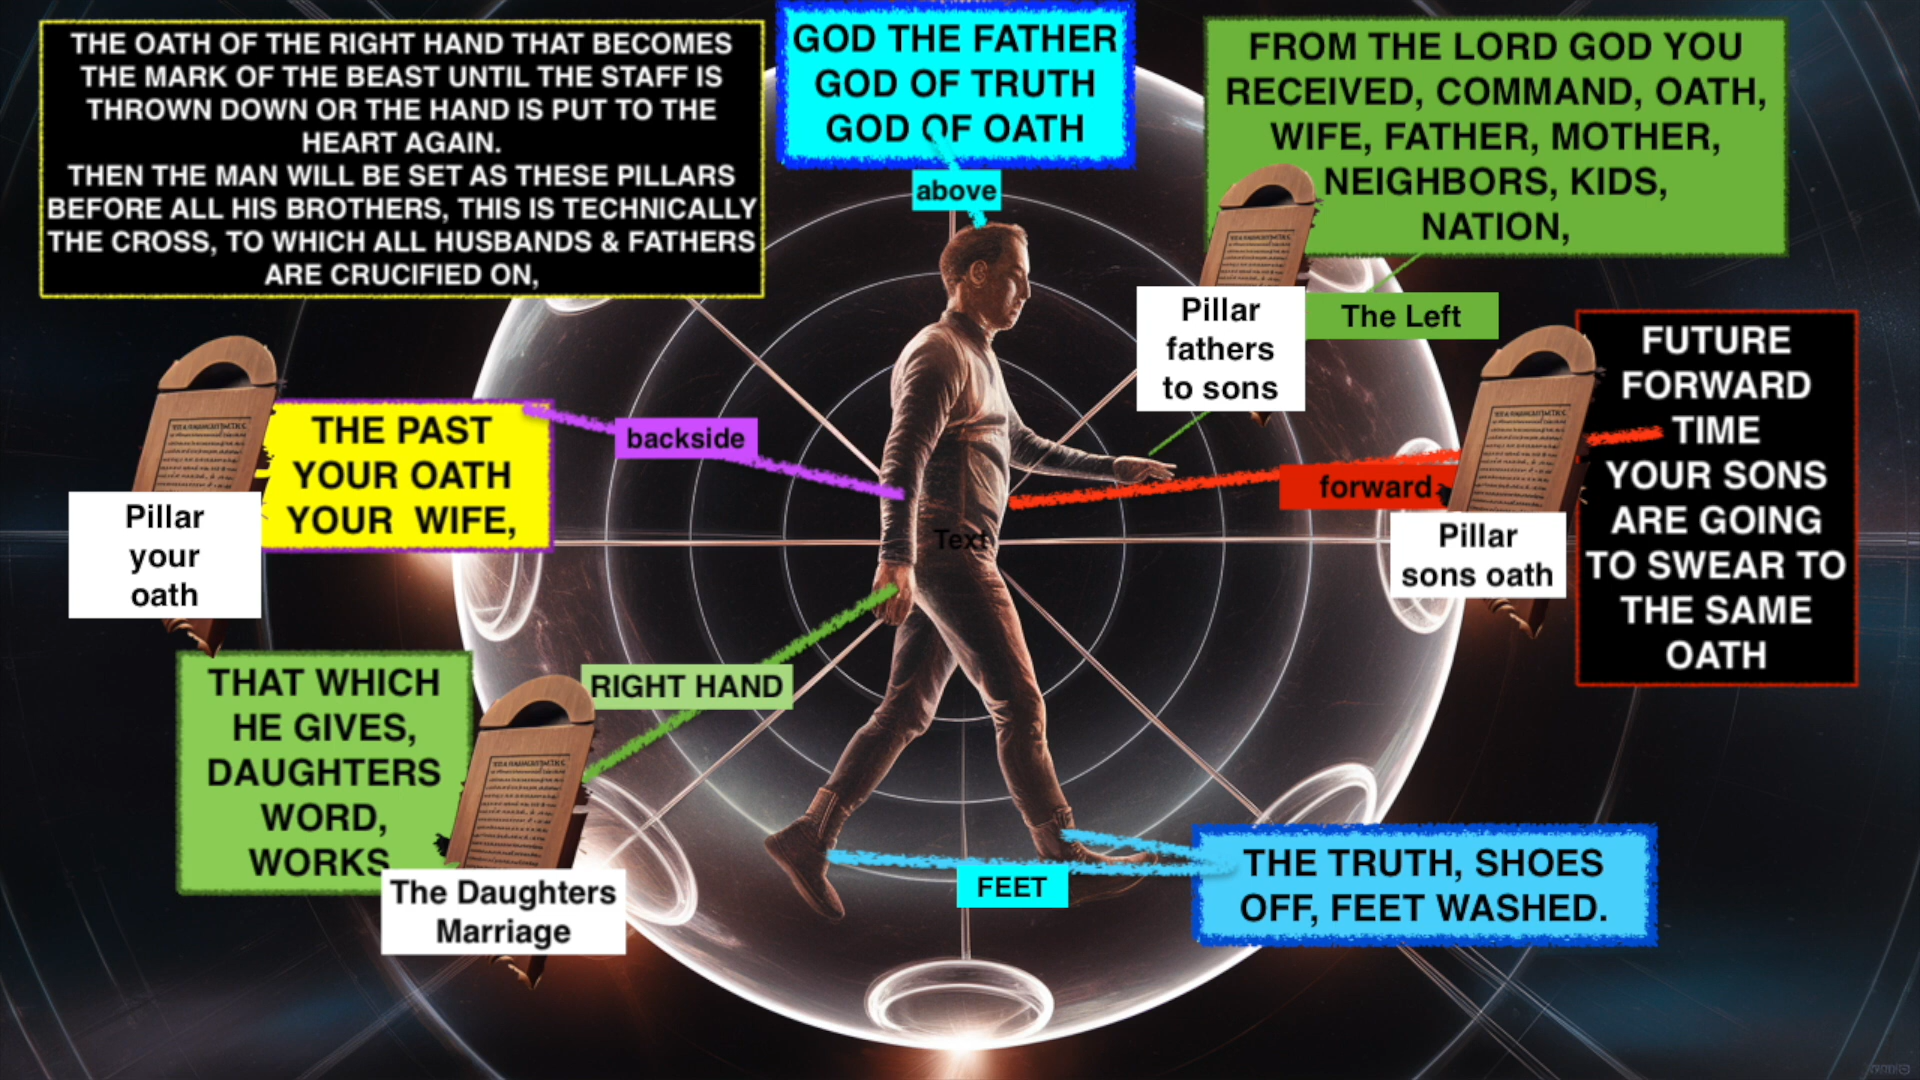 THE OATH OF THE RIGHT HAND THAT BECOMES
THE MARK OF THE BEAST UNTIL THE STAFF IS
THROWN DOWN OR THE HAND IS PUT TO THE
HEART AGAIN.
THEN THE MAN WILL BE SET AS THESE PILLARS
BEFORE ALL HIS BROTHERS, THIS IS TECHNICALLY
THE CROSS, TO WHICH ALL HUSBANDS & FATHERS
ARE CRUCIFIED ON,
GOD THE FATHER
GOD OF TRUTH
GOD OF OATH
above
FROM THE LORD GOD YOU
RECEIVED, COMMAND, OATH,
WIFE, FATHER, MOTHER,
NEIGHBORS, KIDS,
NATION,
Pillar
fathers
to sons
The Left
FUTURE
FORWARD
TIME
YOUR SONS
ARE GOING
TO SWEAR TO
THE SAME
OATH
THE PAST
YOUR OATH
YOUR WIFE,
backside
forward
Pillar
your
oath
Text
Pillar
sons oath
THAT WHICH
HE GIVES,
DAUGHTERS
WORD,
WORKS
RIGHT HAND
The Daughters
Marriage
FEET
THE TRUTH, SHOES
OFF, FEET WASHED.